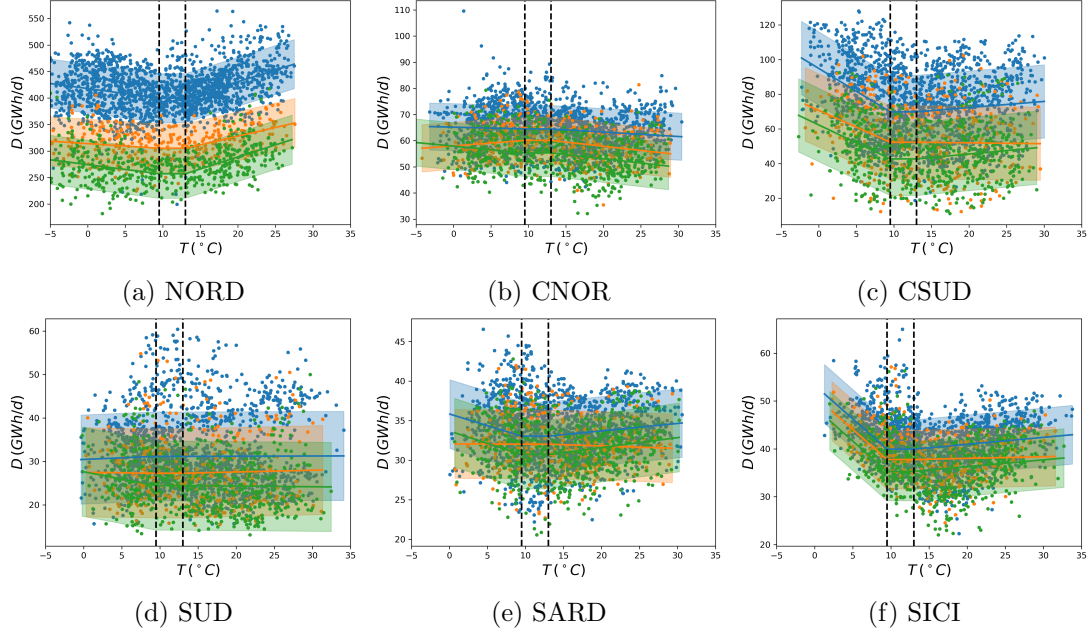 550
500
450
400
350
300
250
200
−5 0 5 10 15 20 25 30 35
D (GWh/d)
T (°C)
110
100
90
80
70
60
50
40
30
−5 0 5 10 15 20 25 30 35
D (GWh/d)
T (°C)
120
100
80
60
40
20
−5 0 5 10 15 20 25 30 35
D (GWh/d)
T (°C)
(a) NORD
(b) CNOR
(c) CSUD
60
50
40
30
20
−5 0 5 10 15 20 25 30 35
D (GWh/d)
T (°C)
45
40
35
30
25
20
−5 0 5 10 15 20 25 30 35
D (GWh/d)
T (°C)
60
50
40
30
20
−5 0 5 10 15 20 25 30 35
D (GWh/d)
T (°C)
(d) SUD
(e) SARD
(f) SICI